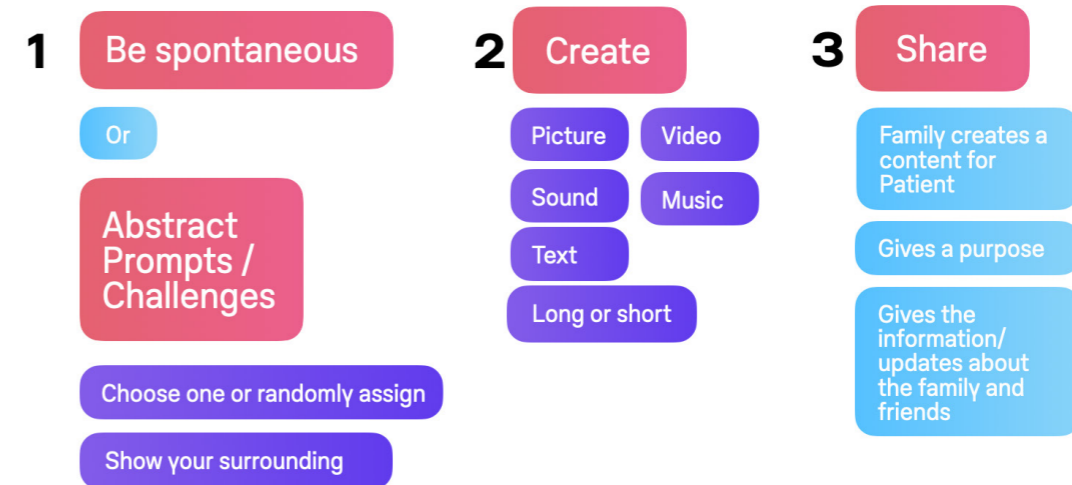 1
Be spontaneous
Or
Abstract
Prompts /
Challenges
Choose one or randomly assign
Show your surrounding
2
Create
Picture
Video
Sound
Music
Text
Long or short
3
Share
Family creates a
content for
Patient
Gives a purpose
Gives the
information/
updates about
the family and
friends